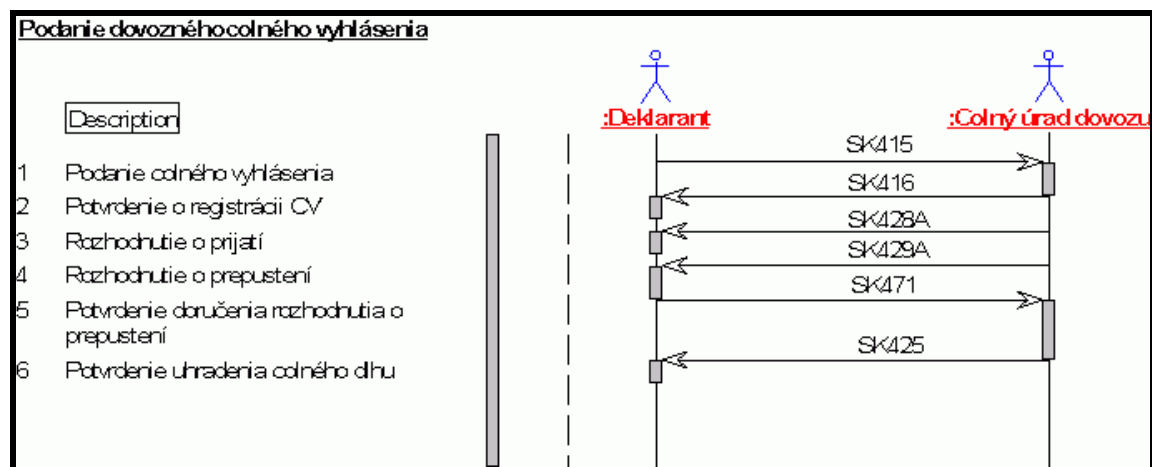 Podanie dovozného colného vyhlásenia
Description
:Deklarant
:Colný úrad dovozu
SK415
1 Podanie colného vyhlásenia
SK416
2 Potvrdenie o registrácii CV
SK428A
3 Rozhodnutie o prijatí
SK429A
4 Rozhodnutie o prepustení
SK471
5 Potvrdenie doručenia rozhodnutia o
prepustení
SK425
6 Potvrdenie uhradenia colného dlhu